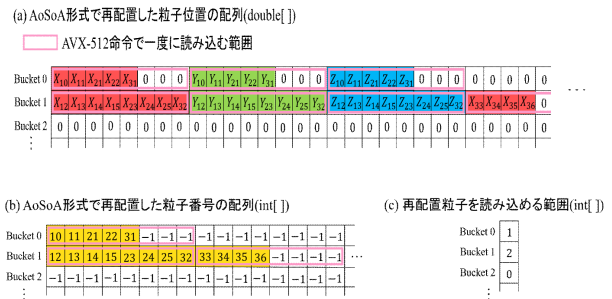 (a) AoSoA形式で再配置した粒子位置の配列(double[ ])
AVX-512命令で一度に読み込む範囲
Bucket 0 X10 X11 X21 X22 X31 0 0 0 Y10 Y11 Y21 Y22 Y31 0 0 0 Z10 Z11 Z21 Z22 Z31 0 0 0 0 0 0 0 0
Bucket 1 X12 X13 X14 X15 X23 X24 X25 X32 Y12 Y13 Y14 Y15 Y23 Y24 Y25 Y32 Z12 Z13 Z14 Z15 Z23 Z24 Z25 Z32 X33 X34 X35 X36 0
Bucket 2 0 0 0 0 0 0 0 0 0 0 0 0 0 0 0 0 0 0 0 0 0 0 0 0 0 0 0 0 0
(b) AoSoA形式で再配置した粒子番号の配列(int[ ])
Bucket 0 10 11 21 22 31 −1 −1 −1 −1 −1 −1 −1 −1 −1 −1 −1
Bucket 1 12 13 14 15 23 24 25 32 33 34 35 36 −1 −1 −1 −1
Bucket 2 −1 −1 −1 −1 −1 −1 −1 −1 −1 −1 −1 −1 −1 −1 −1 −1
(c) 再配置粒子を読み込める範囲(int[ ])
Bucket 0 1
Bucket 1 2
Bucket 2 0